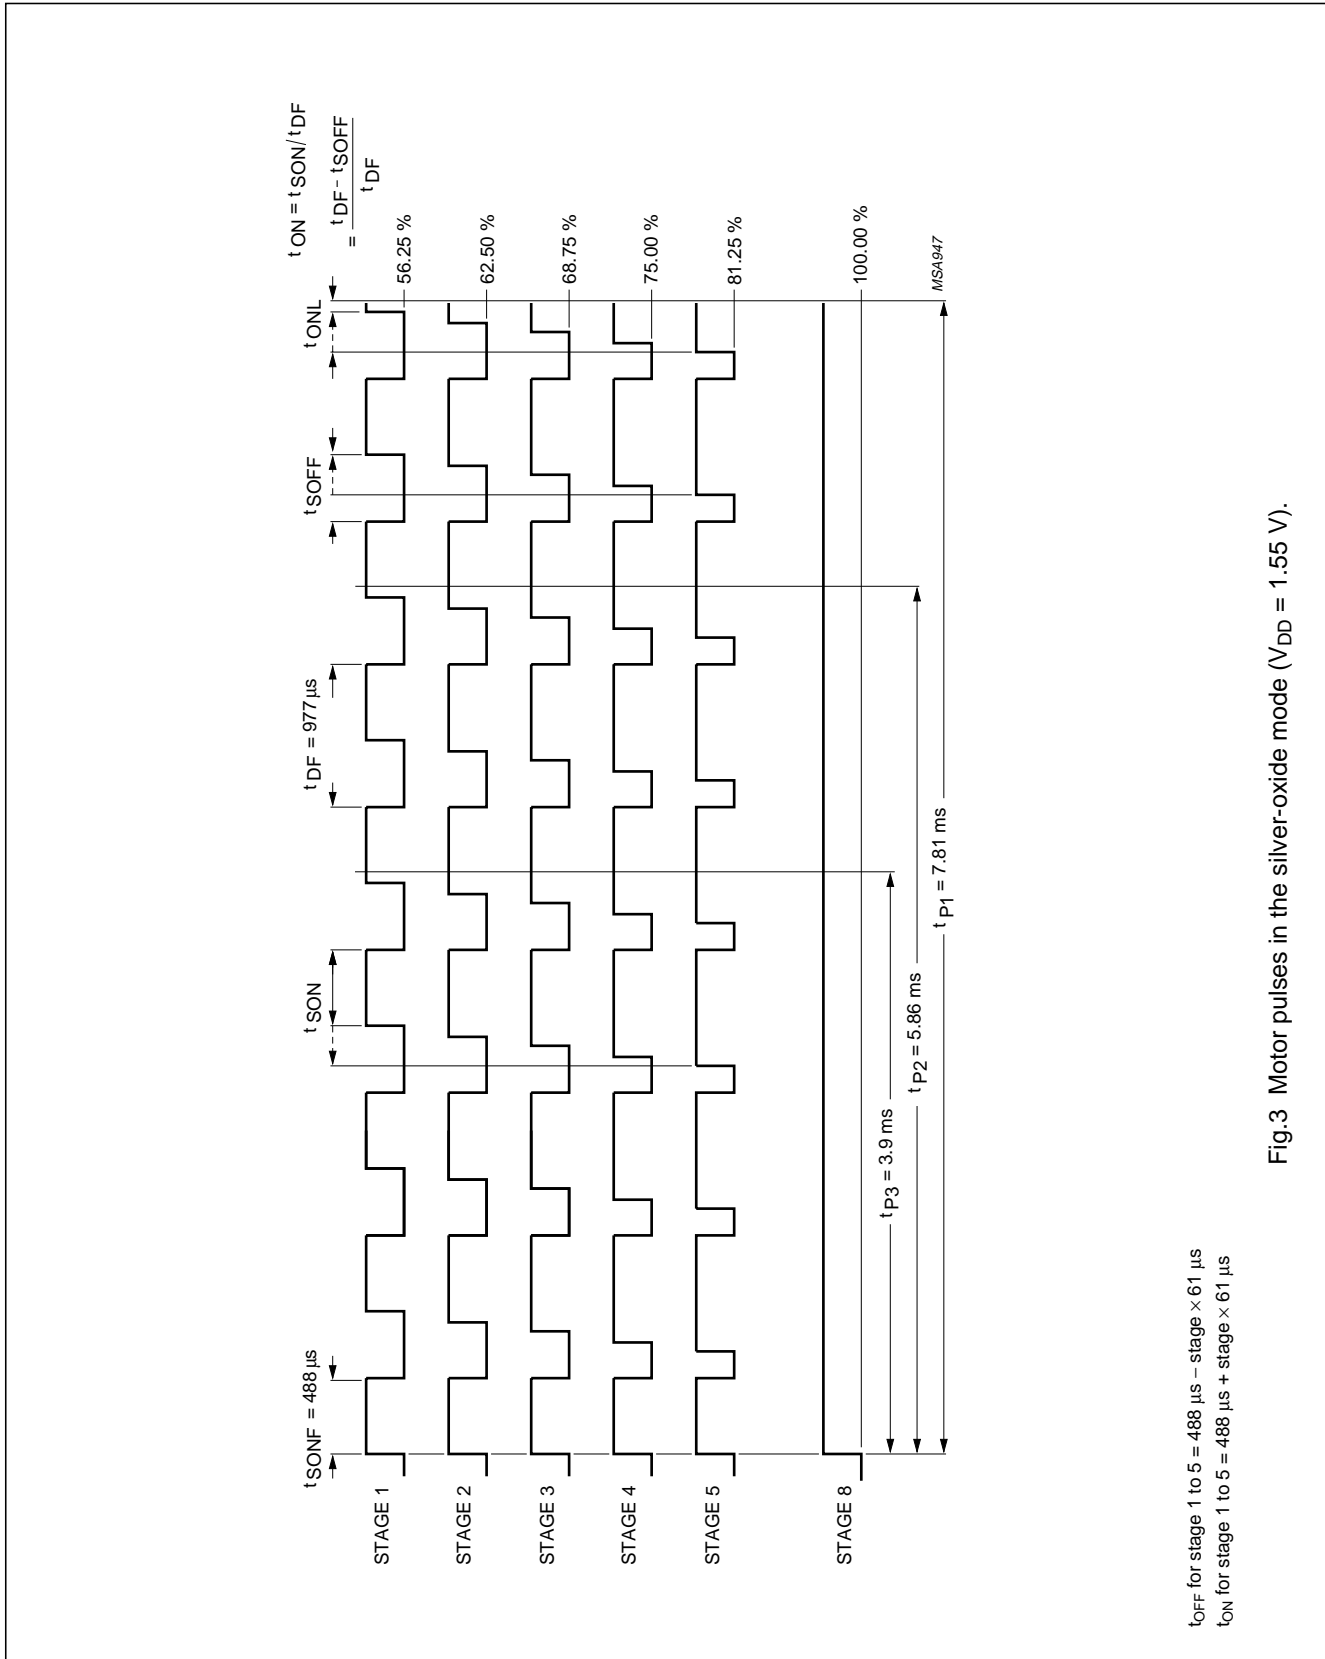 t SONF = 488 µs
t SON
t DF = 977 µs
t SOFF
t ONL
t ON = t SON / t DF
= t DF - t SOFF
t DF
STAGE 1
56.25 %
STAGE 2
62.50 %
STAGE 3
68.75 %
STAGE 4
75.00 %
STAGE 5
81.25 %
STAGE 8
100.00 %
t P3 = 3.9 ms
t P2 = 5.86 ms
t P1 = 7.81 ms
MSA947
tOFF for stage 1 to 5 = 488 µs − stage × 61 µs
tON for stage 1 to 5 = 488 µs + stage × 61 µs
Fig.3 Motor pulses in the silver-oxide mode (VDD = 1.55 V).